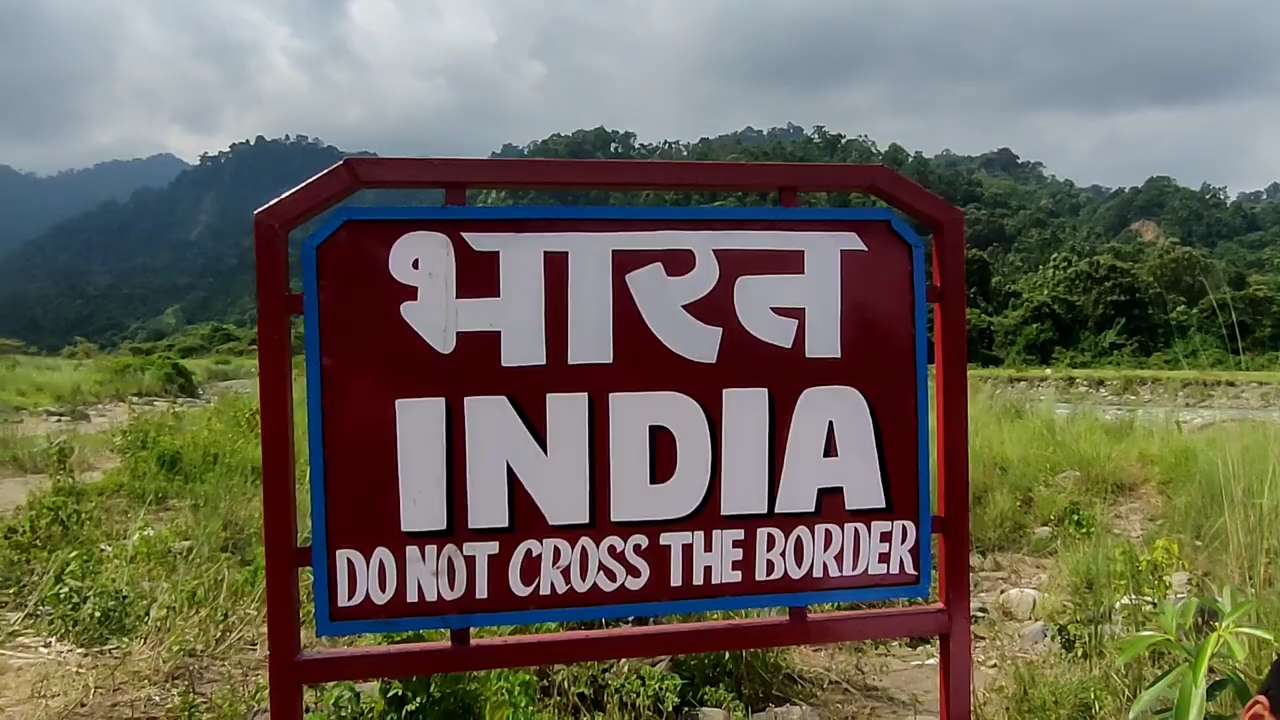 भारत
INDIA
DO NOT CROSS THE BORDER